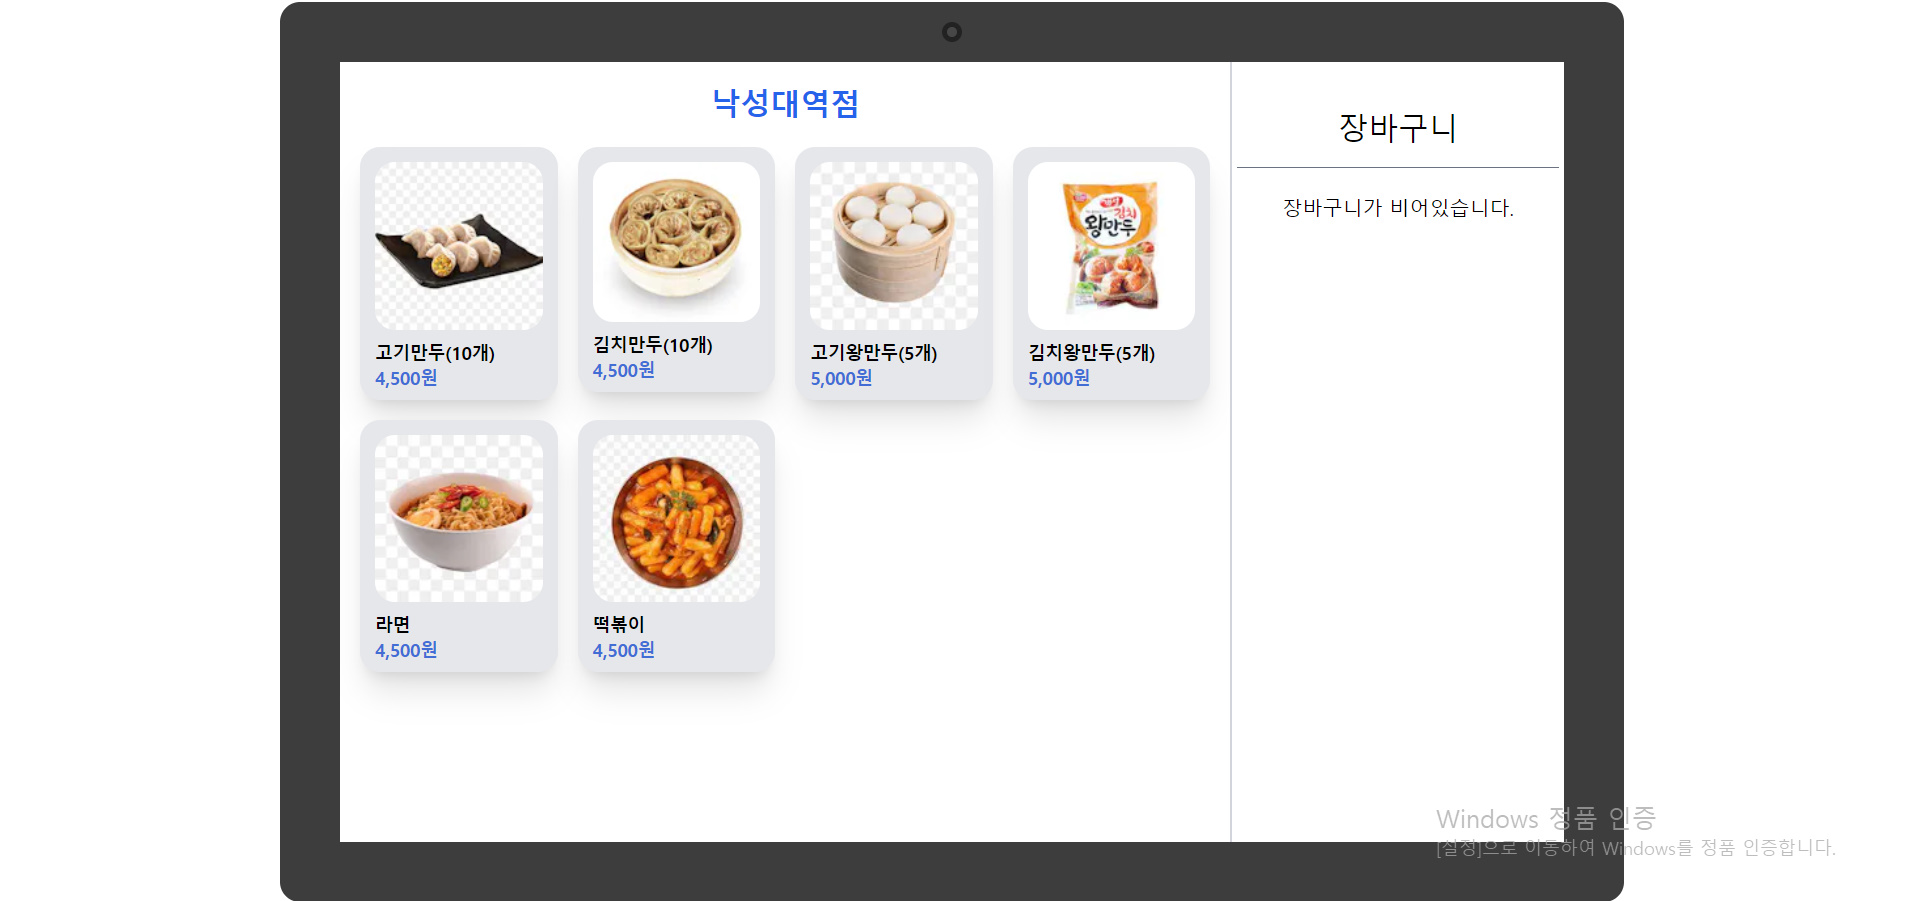 낙성대역점
고기만두(10개)
4,500원
김치만두(10개)
4,500원
고기왕만두(5개)
5,000원
김치
왕만두
김치왕만두(5개)
5,000원
라면
4,500원
떡볶이
4,500원
장바구니
장바구니가 비어있습니다.
Windows 정품 인증
[설정]으로 이동하여 Windows를 정품 인증합니다.